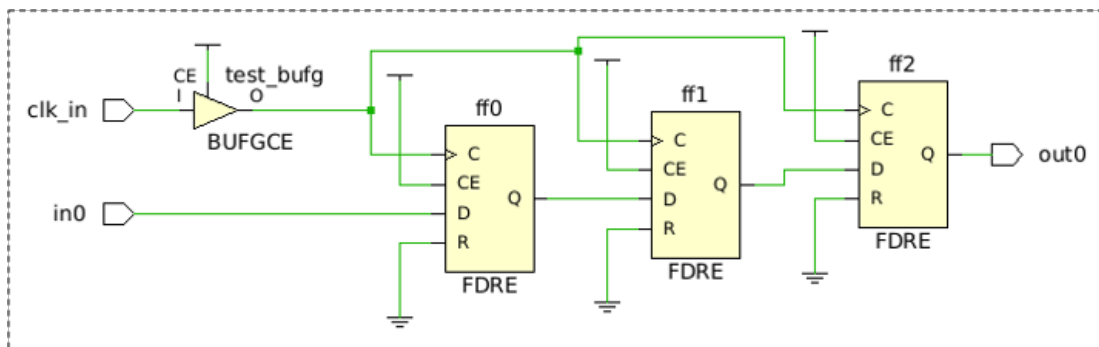 CE
I
test_bufg
O
clk_in
BUFGCE
in0
ff0
C
CE
D
R
Q
FDRE
ff1
C
CE
D
R
Q
FDRE
ff2
C
CE
D
R
Q
FDRE
out0